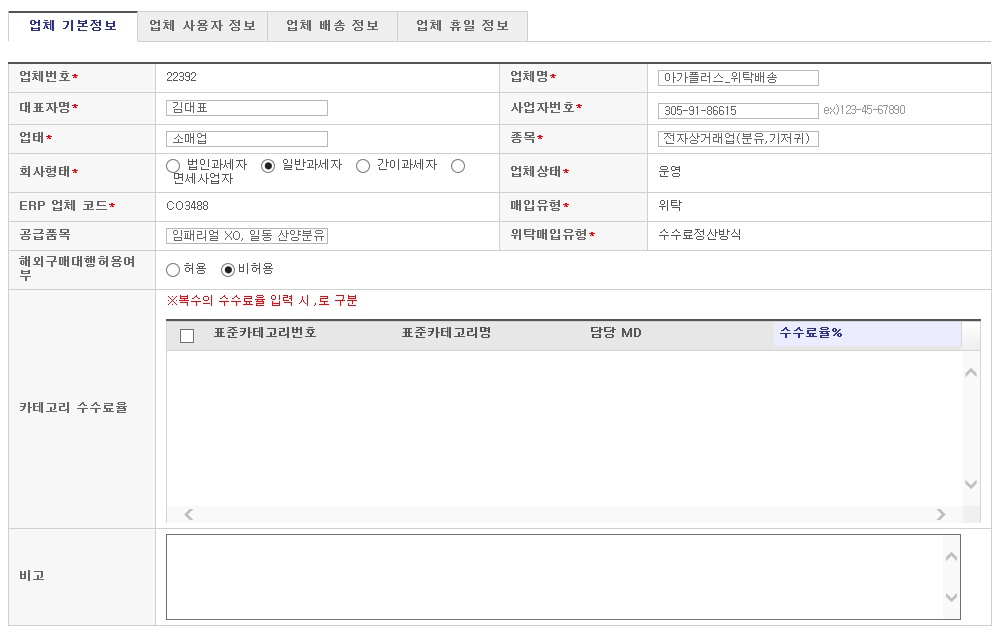 업체 기본정보 업체 사용자 정보 업체 배송 정보 업체 휴일 정보
업체번호* 22392 업체명* 아가플러스_위탁배송
대표자명* 김대표 사업자번호* 305-91-86615 ex)123-45-67890
업태* 소매업 종목* 전자상거래업(분유,기저귀)
회사형태* 법인과세자 일반과세자 간이과세자
면세사업자 업체상태* 운영
ERP 업체 코드* CO3488 매입유형* 위탁
공급품목 임패리얼 XO, 일동 산양분유 위탁매입유형* 수수료정산방식
해외구매대행허용여
부 허용 비허용
※복수의 수수료율 입력 시 ,로 구분
표준카테고리번호 표준카테고리명 담당 MD 수수료율%
카테고리 수수료율
비고